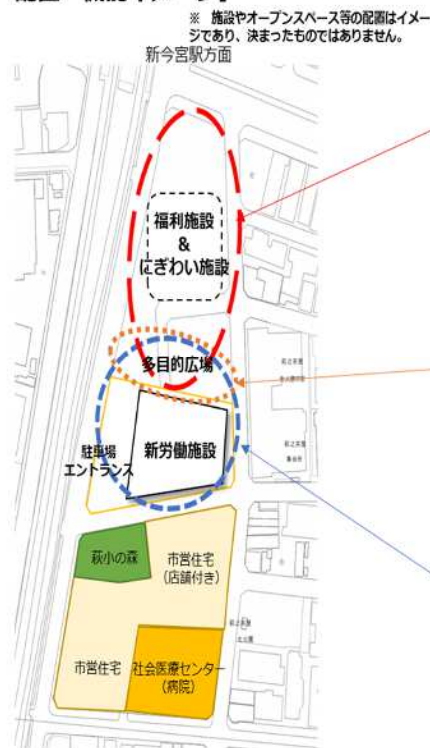 ※ 施設やオープンスペース等の配置はイメー
ジであり、決まったものではありません。
新今宮駅方面
福利施設
&
にぎわい施設
多目的広場
駐車場
エントランス
新労働施設
萩小の森
市営住宅
(店舗付き)
市営住宅
社会医療センター
(病院)